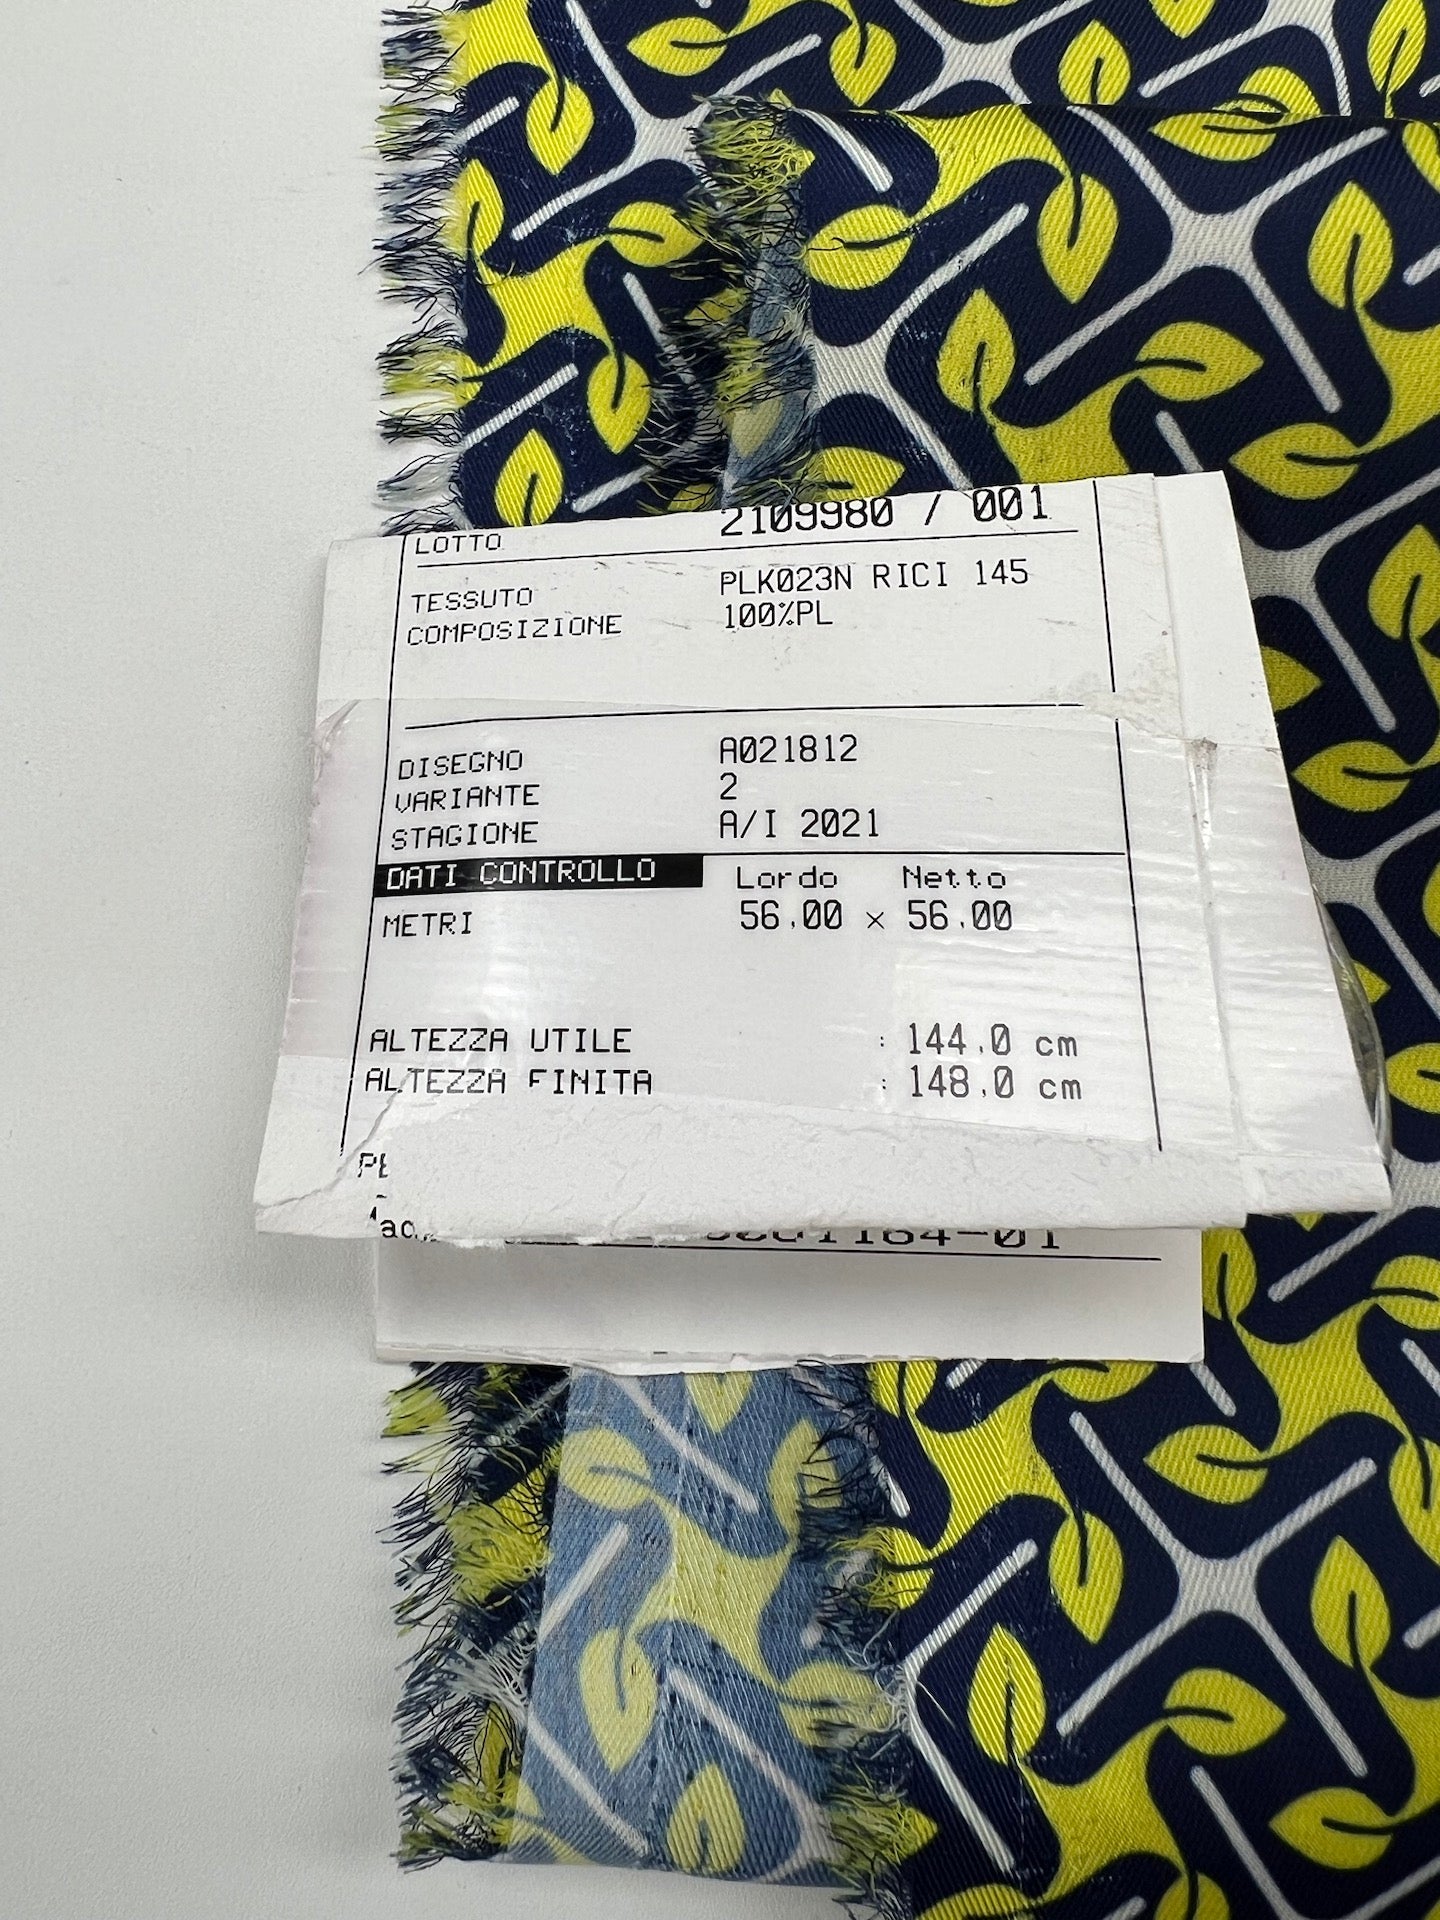 LOTTO 2109980 / 001
TESSUTO PLK023N RICI 145
COMPOSIZIONE 100%PL
DISEGNO A021812
VARIANTE 2
STAGIONE A/I 2021
DATI CONTROLLO Lordo Netto
METRI 56.00 x 56.00
ALTEZZA UTILE : 144.0 cm
ALTEZZA FINITA : 148.0 cm